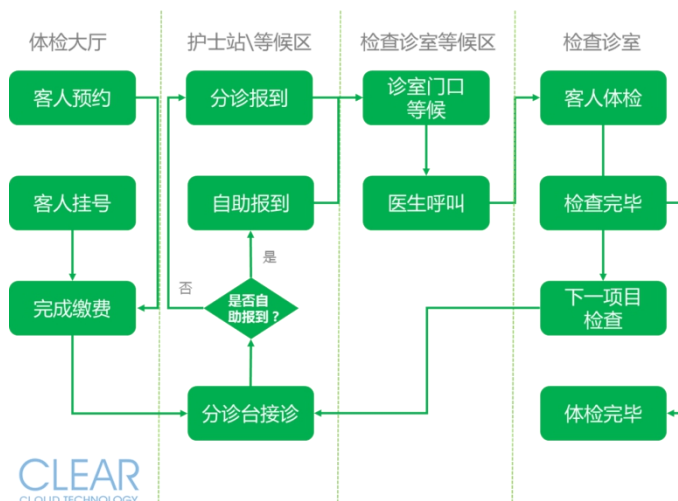 体检大厅
护士站\等候区
检查诊室等候区
检查诊室
客人预约
分诊报到
诊室门口
等候
客人体检
客人挂号
自助报到
医生呼叫
检查完毕
是
否
完成缴费
是否自
助报到?
下一项目
检查
分诊台接诊
体检完毕
CLEAR
CLOUD TECHNOLOGY